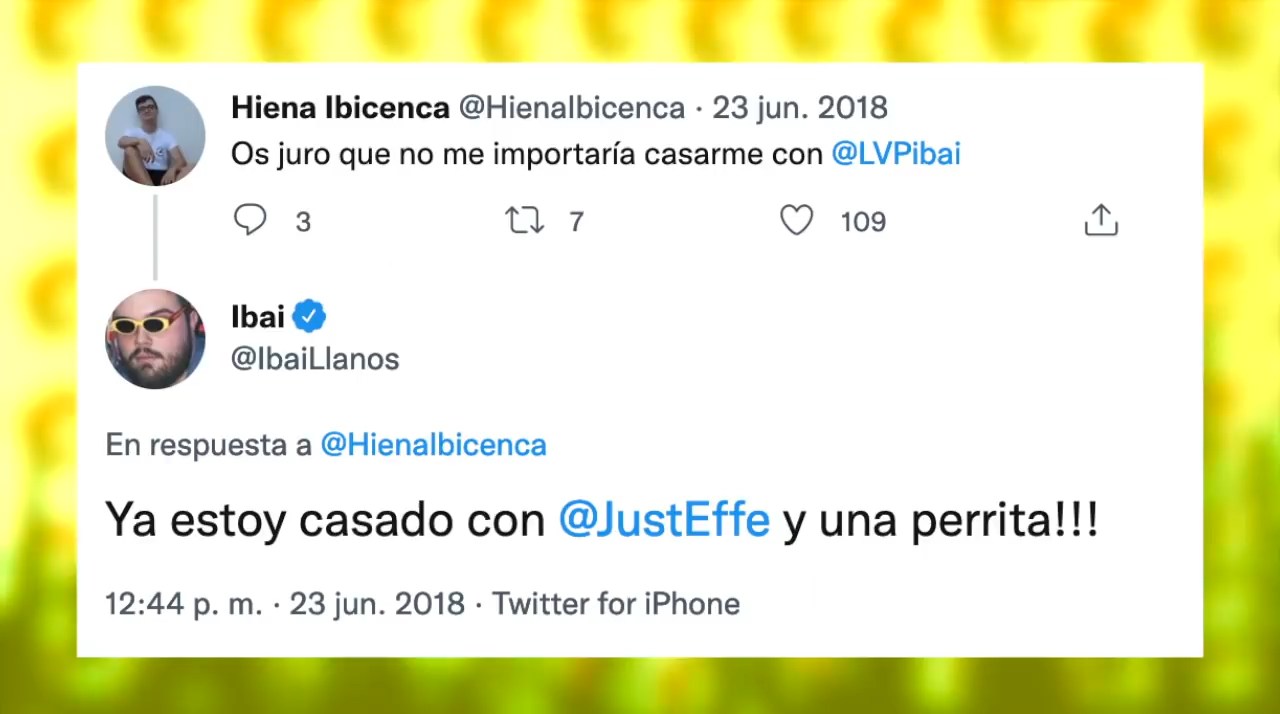 Hiena Ibicenca @HienaIbicenca · 23 jun. 2018
Os juro que no me importaría casarme con @LVPibai
3 7 109
Ibai
@IbaiLlanos
En respuesta a @HienaIbicenca
Ya estoy casado con @JustEffe y una perrita!!!
12:44 p. m. · 23 jun. 2018 · Twitter for iPhone